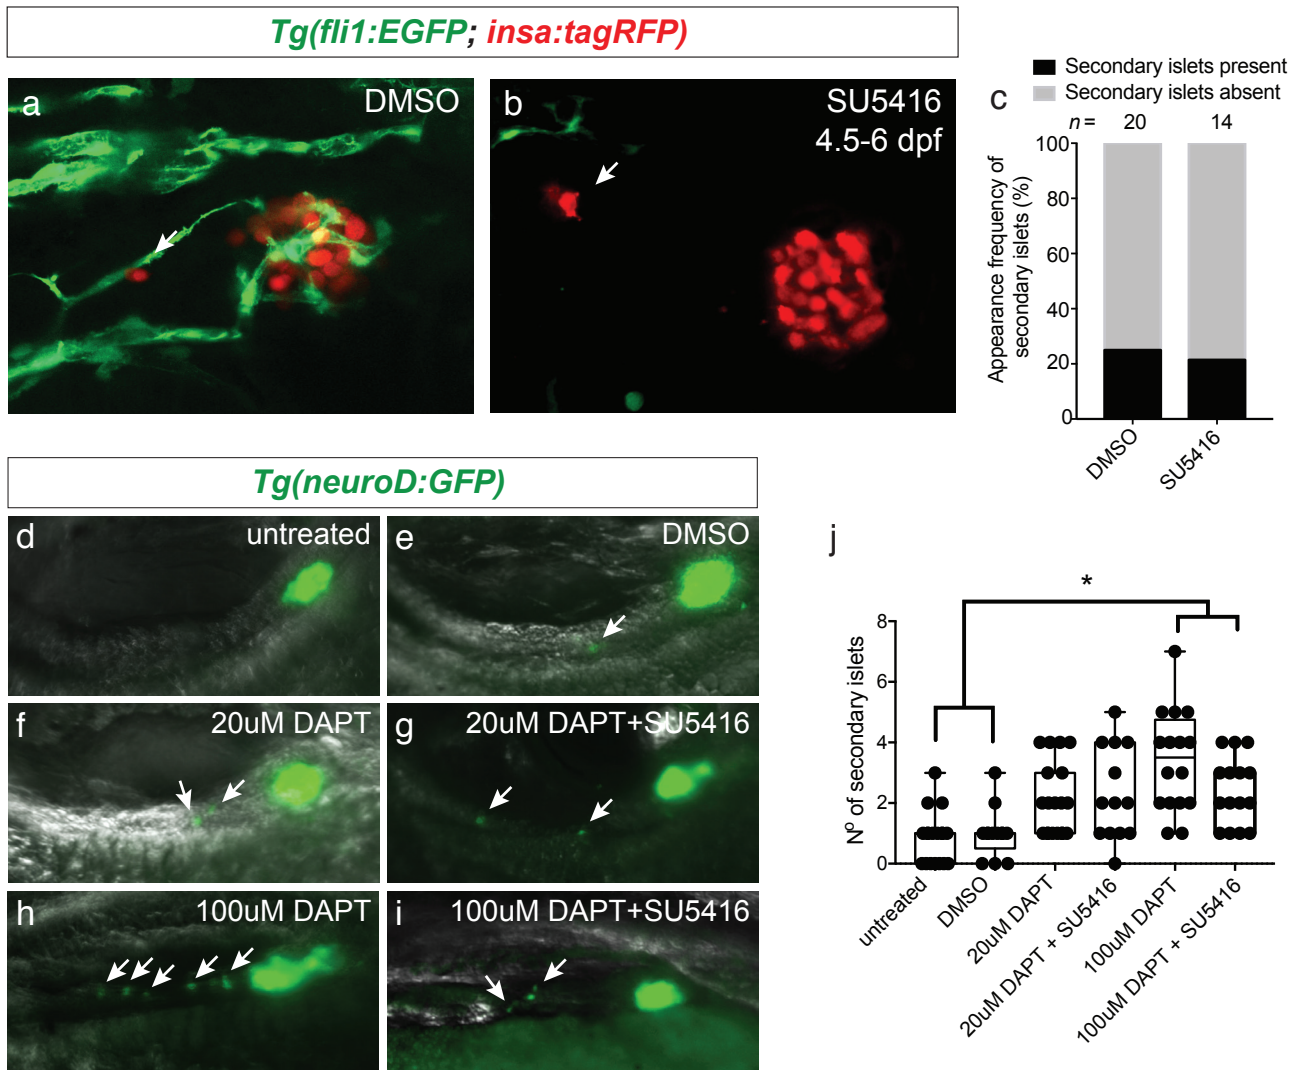 Tg(fli1:EGFP; insa:tagRFP)
a
DMSO
b
SU5416
4.5-6 dpf
c
Secondary islets present
Secondary islets absent
n= 20 14
Appearance frequency of
secondary islets (%)
100
80
60
40
20
0
DMSO
SU5416
Tg(neuroD:GFP)
d
untreated
e
DMSO
f
20uM DAPT
g
20uM DAPT+SU5416
h
100uM DAPT
i
100uM DAPT+SU5416
j
*
Nº of secondary islets
8
6
4
2
0
untreated
DMSO
20uM DAPT
20uM DAPT + SU5416
100uM DAPT
100uM DAPT + SU5416